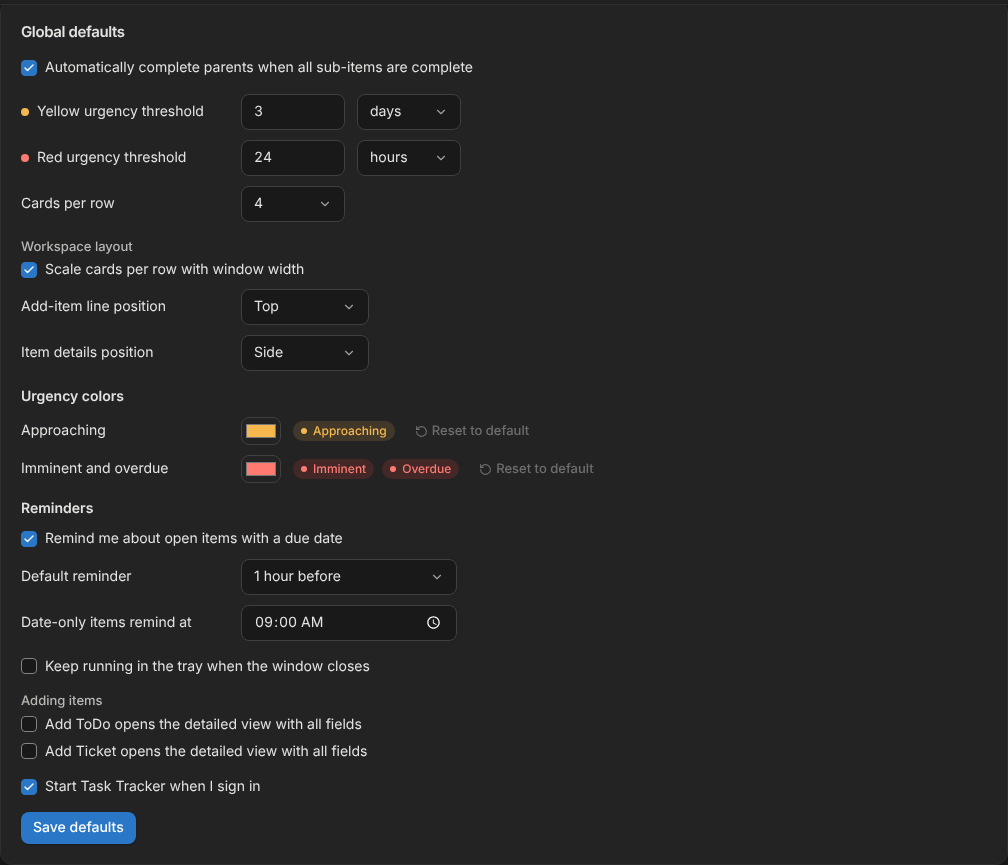 Global defaults
Automatically complete parents when all sub-items are complete
Yellow urgency threshold 3 days
Red urgency threshold 24 hours
Cards per row 4
Workspace layout
Scale cards per row with window width
Add-item line position Top
Item details position Side
Urgency colors
Approaching Approaching Reset to default
Imminent and overdue Imminent Overdue Reset to default
Reminders
Remind me about open items with a due date
Default reminder 1 hour before
Date-only items remind at 09:00 AM
Keep running in the tray when the window closes
Adding items
Add ToDo opens the detailed view with all fields
Add Ticket opens the detailed view with all fields
Start Task Tracker when I sign in
Save defaults